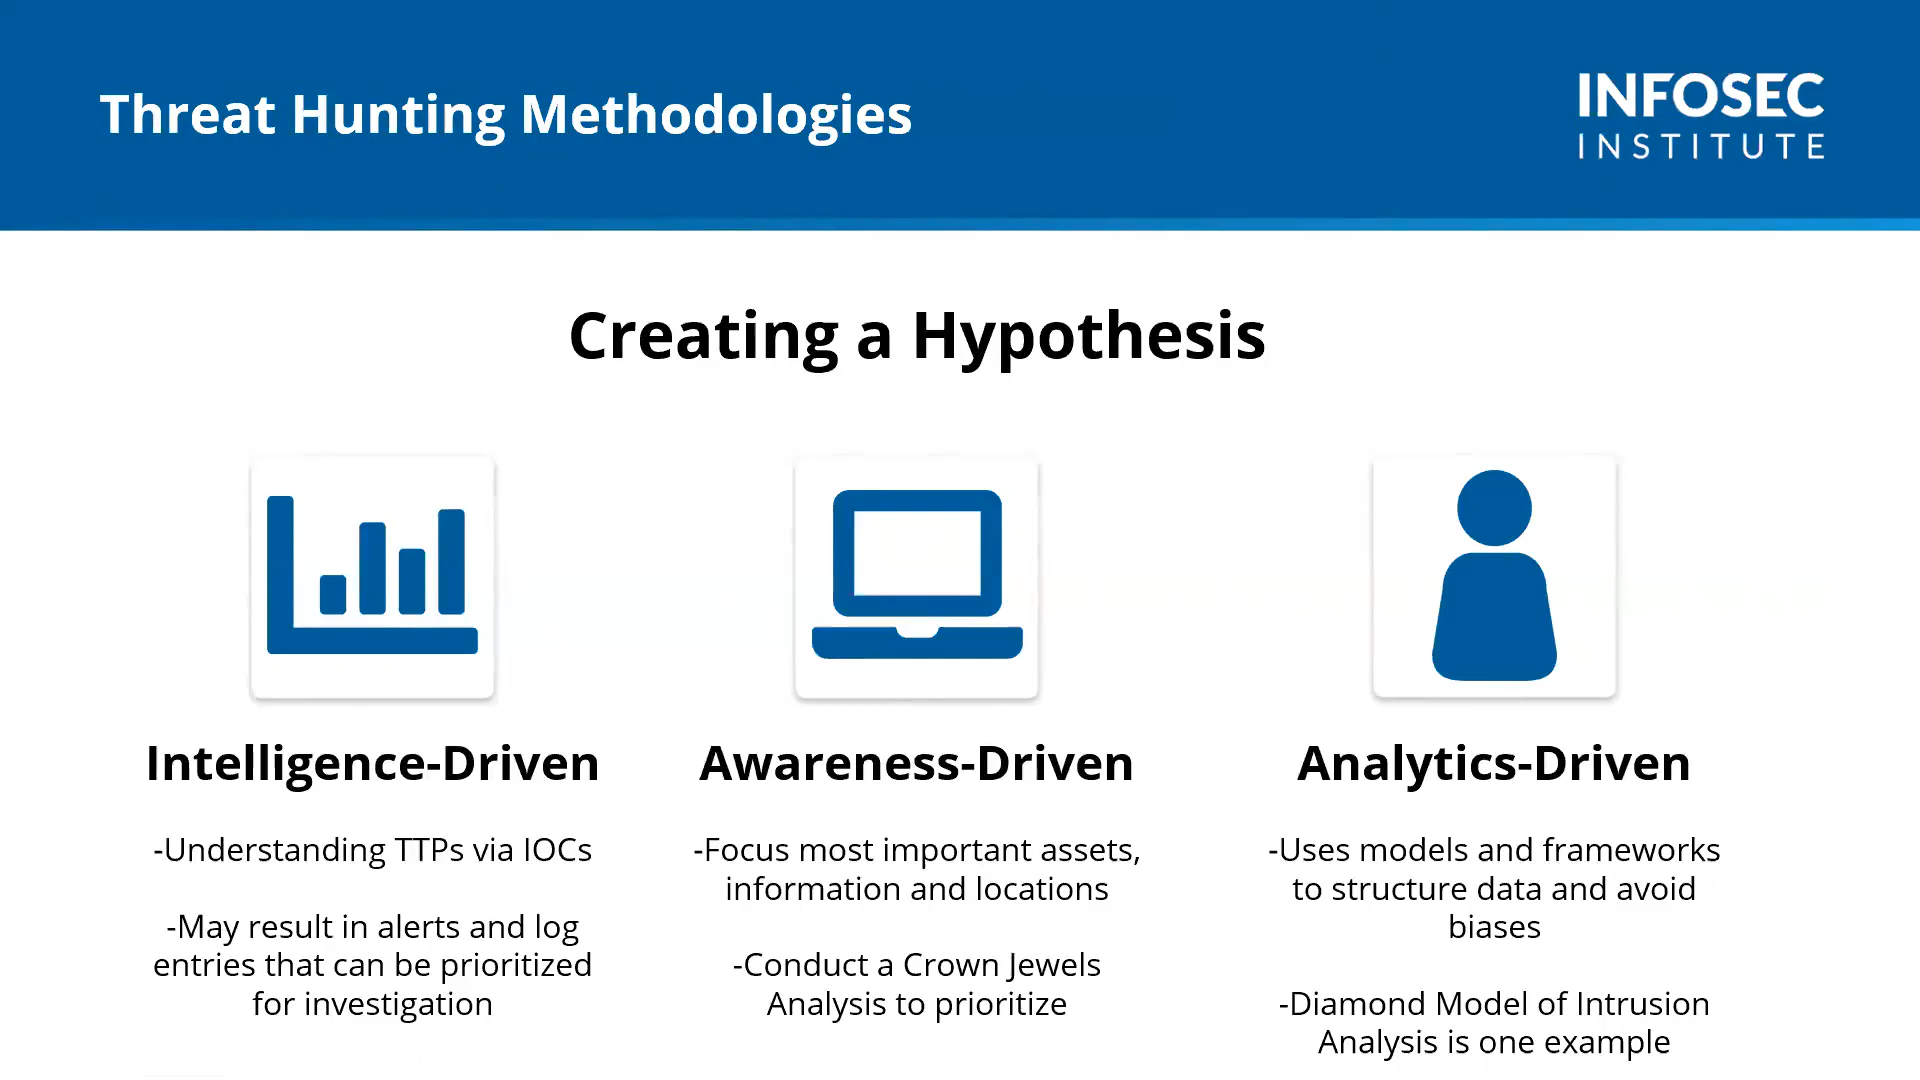 Threat Hunting Methodologies
INFOSEC
INSTITUTE
Creating a Hypothesis
Intelligence-Driven
-Understanding TTPs via IOCs
-May result in alerts and log
entries that can be prioritized
for investigation
Awareness-Driven
-Focus most important assets,
information and locations
-Conduct a Crown Jewels
Analysis to prioritize
Analytics-Driven
-Uses models and frameworks
to structure data and avoid
biases
-Diamond Model of Intrusion
Analysis is one example